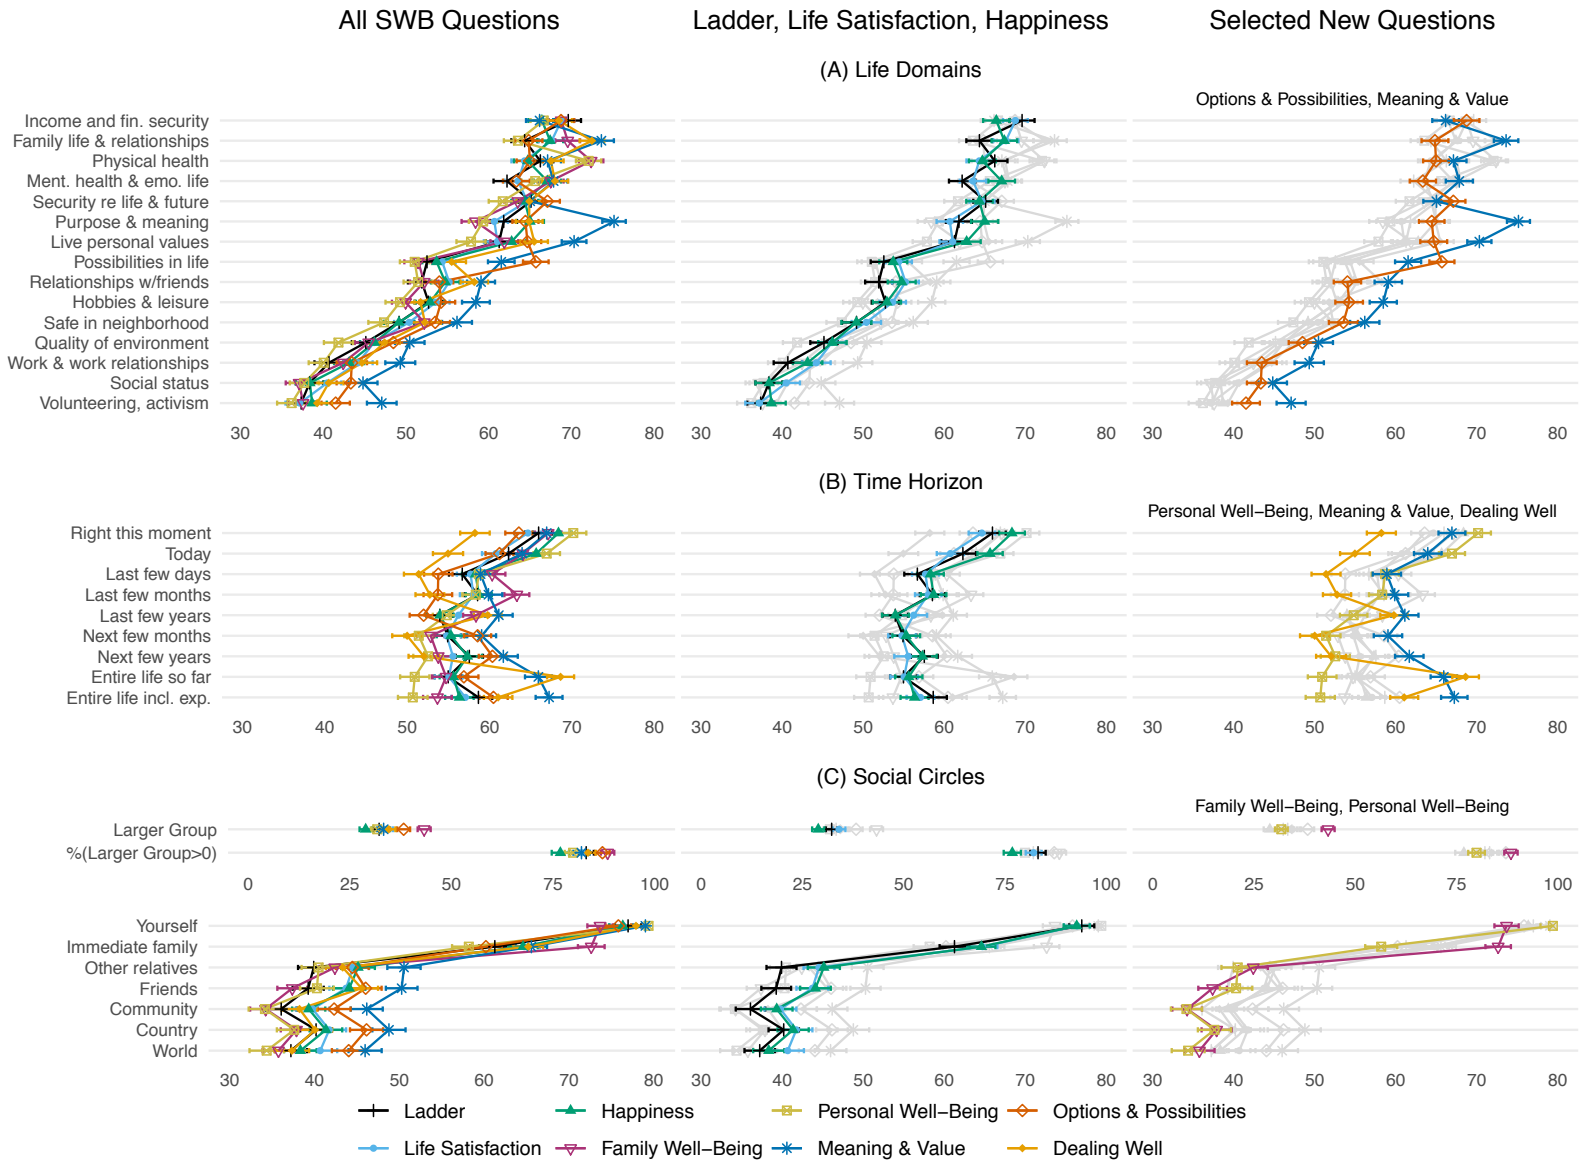 All SWB Questions
Ladder, Life Satisfaction, Happiness
Selected New Questions
(A) Life Domains
Options & Possibilities, Meaning & Value
Income and fin. security
Family life & relationships
Physical health
Ment. health & emo. life
Security re life & future
Purpose & meaning
Live personal values
Possibilities in life
Relationships w/friends
Hobbies & leisure
Safe in neighborhood
Quality of environment
Work & work relationships
Social status
Volunteering, activism
30 40 50 60 70 80
30 40 50 60 70 80
30 40 50 60 70 80
(B) Time Horizon
Personal Well–Being, Meaning & Value, Dealing Well
Right this moment
Today
Last few days
Last few months
Last few years
Next few months
Next few years
Entire life so far
Entire life incl. exp.
30 40 50 60 70 80
30 40 50 60 70 80
30 40 50 60 70 80
(C) Social Circles
Family Well–Being, Personal Well–Being
Larger Group
%(Larger Group>0)
0 25 50 75 100
0 25 50 75 100
0 25 50 75 100
Yourself
Immediate family
Other relatives
Friends
Community
Country
World
30 40 50 60 70 80
30 40 50 60 70 80
30 40 50 60 70 80
Ladder
Happiness
Personal Well–Being
Options & Possibilities
Life Satisfaction
Family Well–Being
Meaning & Value
Dealing Well